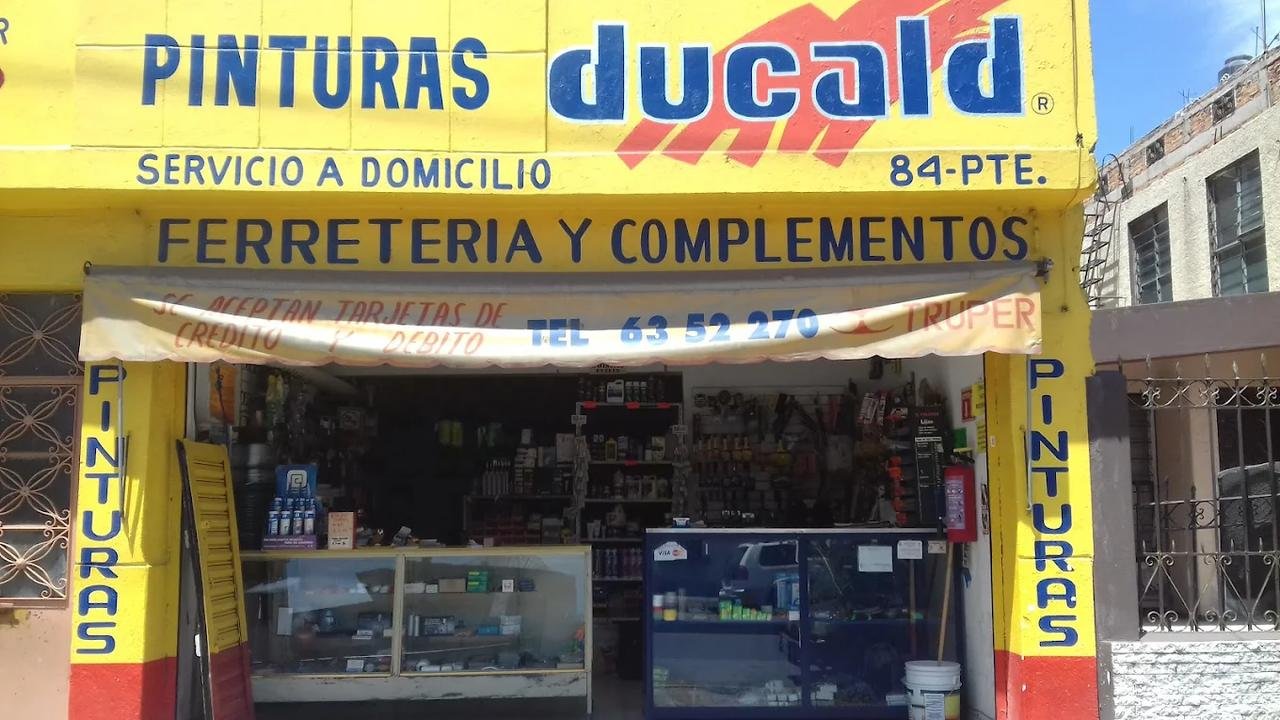 PINTURAS ducald ®
SERVICIO A DOMICILIO 84-PTE.
FERRETERIA Y COMPLEMENTOS
SE ACEPTAN TARJETAS DE
CREDITO Y DEBITO
TEL 63 52 270
TRUPER
PINTURAS
PINTURAS
VISA